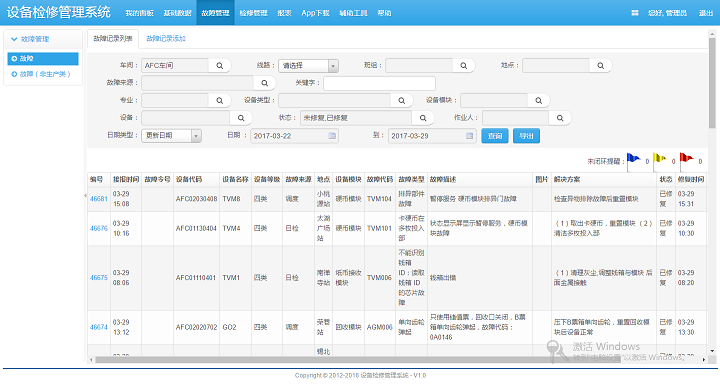 设备检修管理系统 我的面板 基础数据 故障管理 检修管理 报表 App下载 辅助工具 帮助 您好, 管理员 退出
故障管理
故障
故障（非生产类）
故障记录列表 故障记录添加
车间： AFC车间 线路： 请选择 班组： 地点：
故障来源： 关键字：
专业： 设备类型： 设备模块：
设备： 状态： 未修复,已修复 作业人：
日期类型： 更新日期 日期： 2017-03-22 到： 2017-03-29 查询 导出
未闭环提醒： 0 0 0
编号 接报时间 故障令号 设备代码 设备名称 设备等级 故障来源 地点 设备模块 故障代码 故障类型 故障描述 图片 解决方案 状态 修复时间
46681 03-29 15:08 AFC02030408 TVM8 四类 调度 小桃源站 硬币模块 TVM104 排异部件故障 暂停服务 硬币模块排异门故障 检查异物排除故障后重置模块 已修复 03-29 15:31
46676 03-29 10:16 AFC01130404 TVM4 四类 日检 太湖广场站 硬币模块 TVM101 卡硬币在多枚投入部 状态显示屏显示暂停服务，硬币模块故障 （1）取出卡硬币，重置模块 （2）清洁多枚投入部 已修复 03-29 10:30
46675 03-29 08:06 AFC01110401 TVM1 四类 日检 南禅寺站 纸币接收模块 TVM006 不能识别钱箱ID：读取钱箱 ID的芯片故障 钱箱出错 （1）清理灰尘,调整钱箱与模块 后面金属接触 已修复 03-29 08:20
46674 03-29 13:12 AFC02020702 GO2 四类 调度 荣巷站 回收模块 AGM006 单向齿轮弹起 只使用储值票，回收口关闭，B票箱单向齿轮弹起，故障代码：0A0146 压下B票箱单向齿轮，重置回收模块后设备正常 已修复 03-29 13:30
03-29 锡北
激活 Windows
转到"电脑设置"以激活 Windows。
Copyright © 2012-2016 设备检修管理系统 - V1.0